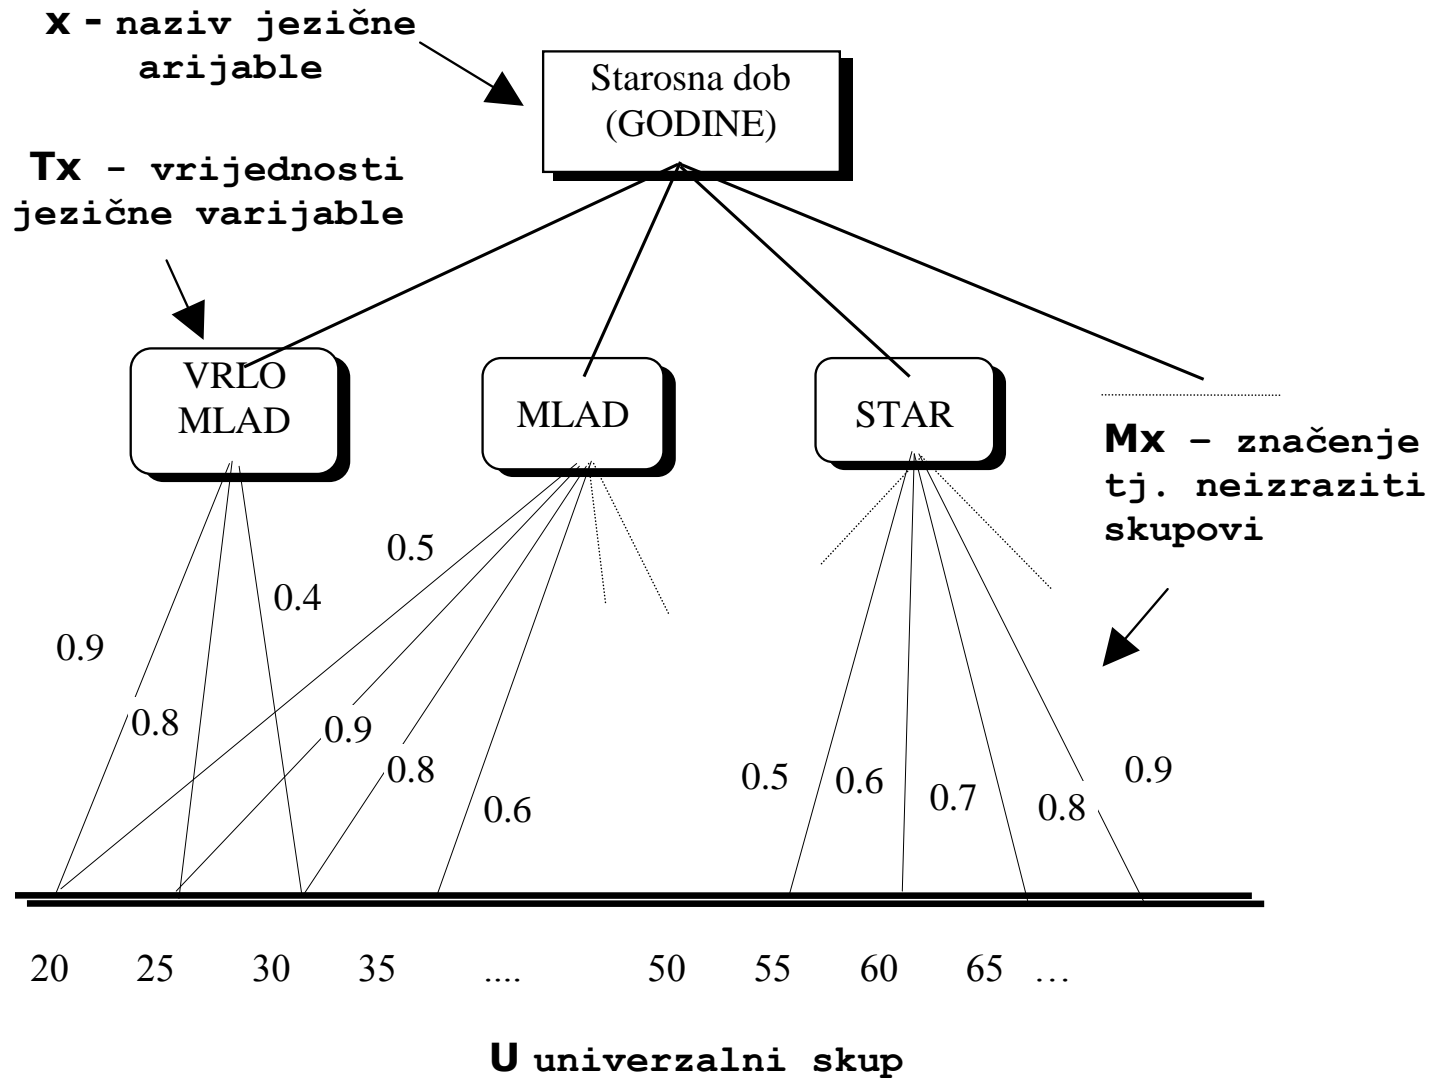 x - naziv jezične
arijable
Starosna dob
(GODINE)
Tx - vrijednosti
jezične varijable
VRLO
MLAD
MLAD
STAR
Mx – značenje
tj. neizraziti
skupovi
0.5
0.4
0.9
0.8
0.9
0.8
0.6
0.5
0.6
0.7
0.8
0.9
20 25 30 35 .... 50 55 60 65 ...
U univerzalni skup